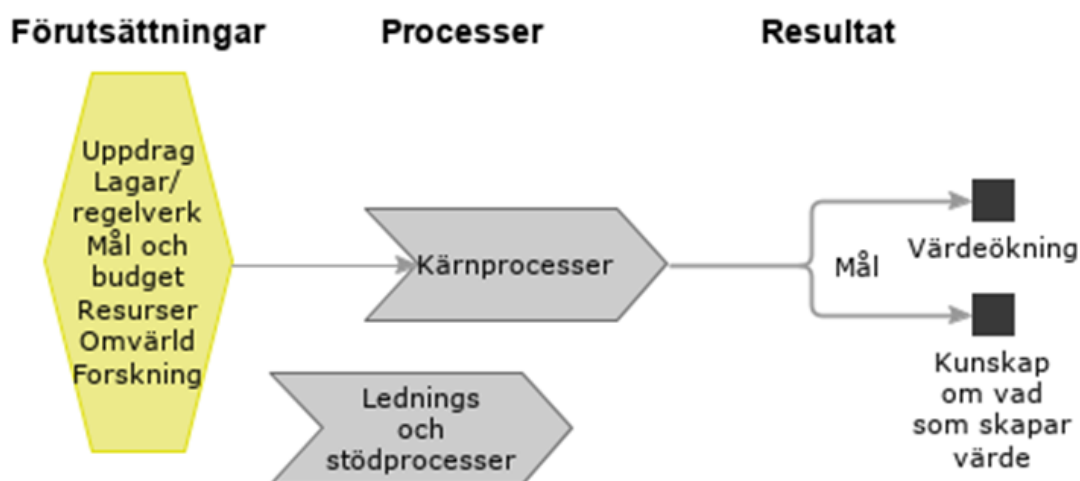 Förutsättningar
Processer
Resultat
Uppdrag
Lagar/
regelverk
Mål och
budget
Resurser
Omvärld
Forskning
Kärnprocesser
Lednings
och
stödprocesser
Mål
Värdeökning
Kunskap
om vad
som skapar
värde